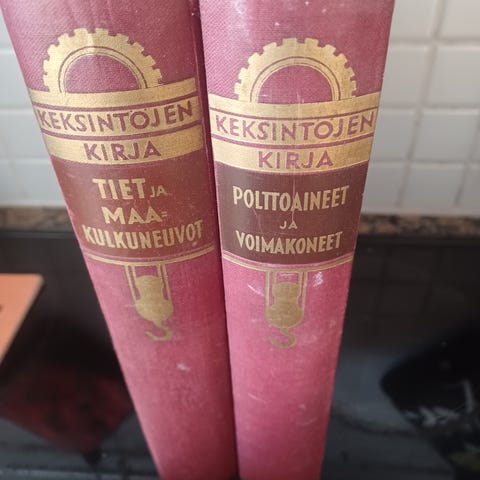 KEKSINTÖJEN
KIRJA
TIET JA
MAA=
KULKUNEUVOT
KEKSINTÖJEN
KIRJA
POLTTOAINEET
JA
VOIMAKONEET